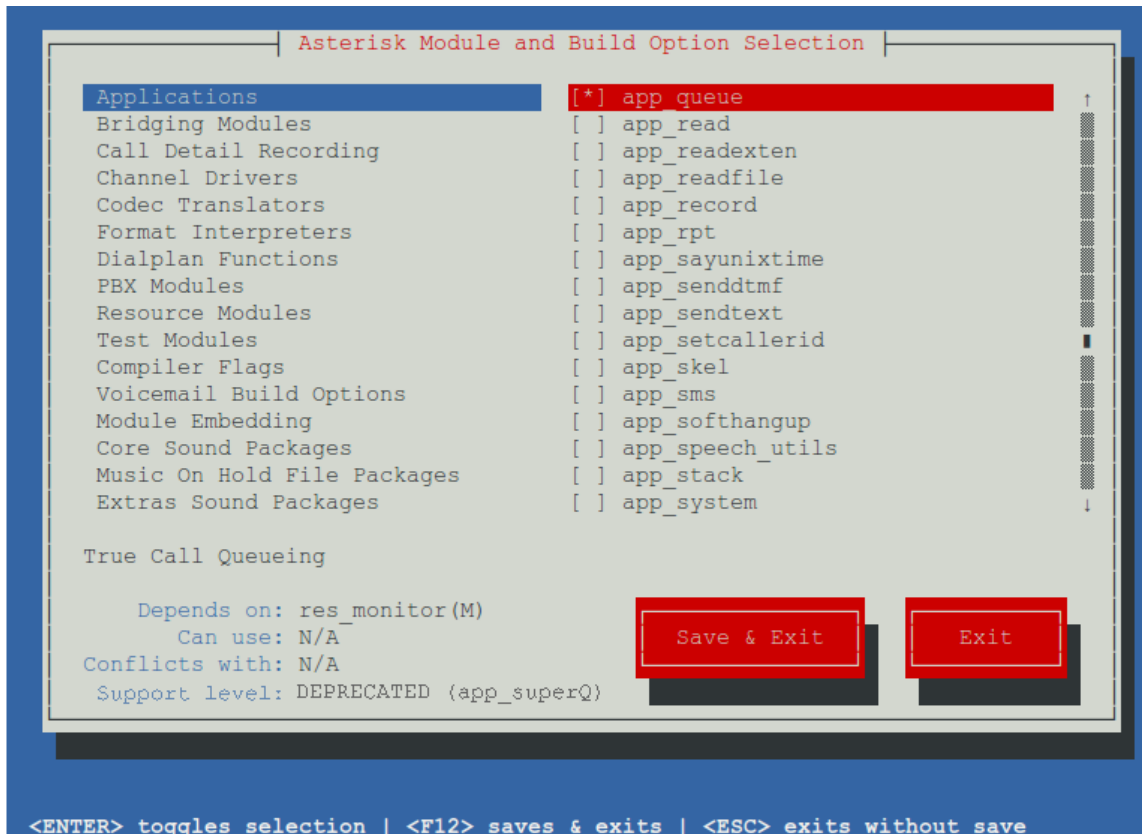 Asterisk Module and Build Option Selection
Applications [*] app_queue
Bridging Modules [ ] app_read
Call Detail Recording [ ] app_readexten
Channel Drivers [ ] app_readfile
Codec Translators [ ] app_record
Format Interpreters [ ] app_rpt
Dialplan Functions [ ] app_sayunixtime
PBX Modules [ ] app_senddtmf
Resource Modules [ ] app_sendtext
Test Modules [ ] app_setcallerid
Compiler Flags [ ] app_skel
Voicemail Build Options [ ] app_sms
Module Embedding [ ] app_softhangup
Core Sound Packages [ ] app_speech_utils
Music On Hold File Packages [ ] app_stack
Extras Sound Packages [ ] app_system
True Call Queueing
Depends on: res_monitor(M)
Can use: N/A
Conflicts with: N/A
Support level: DEPRECATED (app_superQ)
Save & Exit
Exit
<ENTER> toggles selection | <F12> saves & exits | <ESC> exits without save